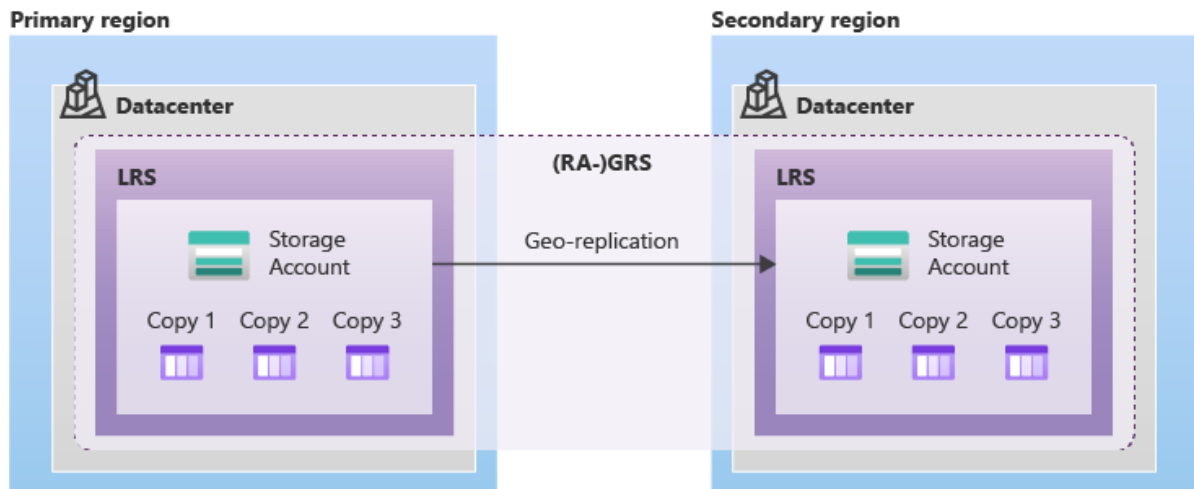 Primary region
Secondary region
Datacenter
Datacenter
(RA-)GRS
LRS
LRS
Storage
Account
Geo-replication
Storage
Account
Copy 1 Copy 2 Copy 3
Copy 1 Copy 2 Copy 3